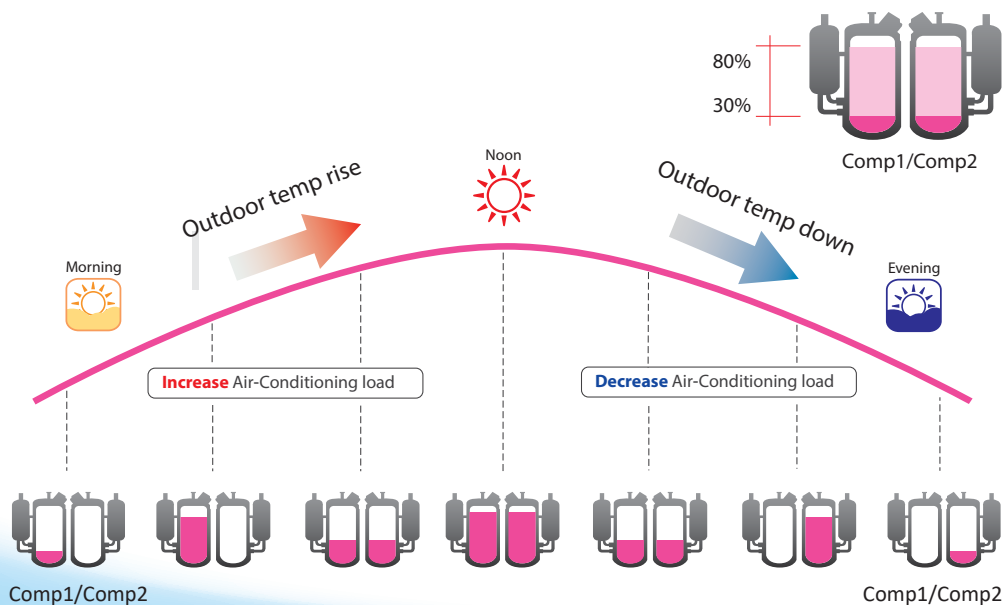 80%
30%
Comp1/Comp2
Noon
Outdoor temp rise
Outdoor temp down
Morning
Evening
Increase Air-Conditioning load
Decrease Air-Conditioning load
Comp1/Comp2
Comp1/Comp2